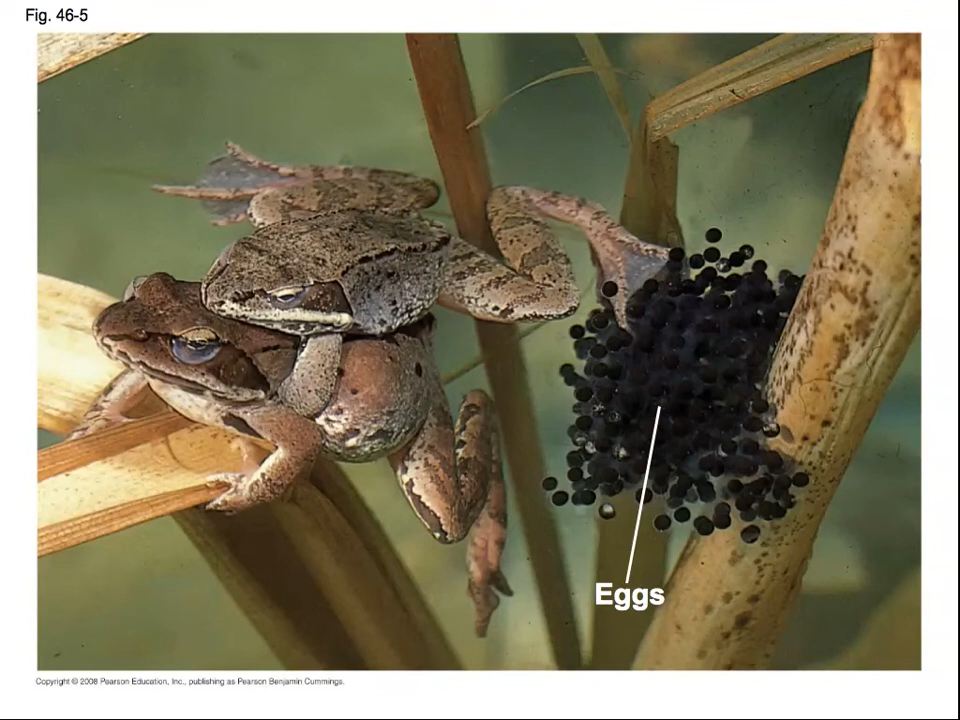 Fig. 46-5
Eggs
Copyright © 2008 Pearson Education, Inc., publishing as Pearson Benjamin Cummings.